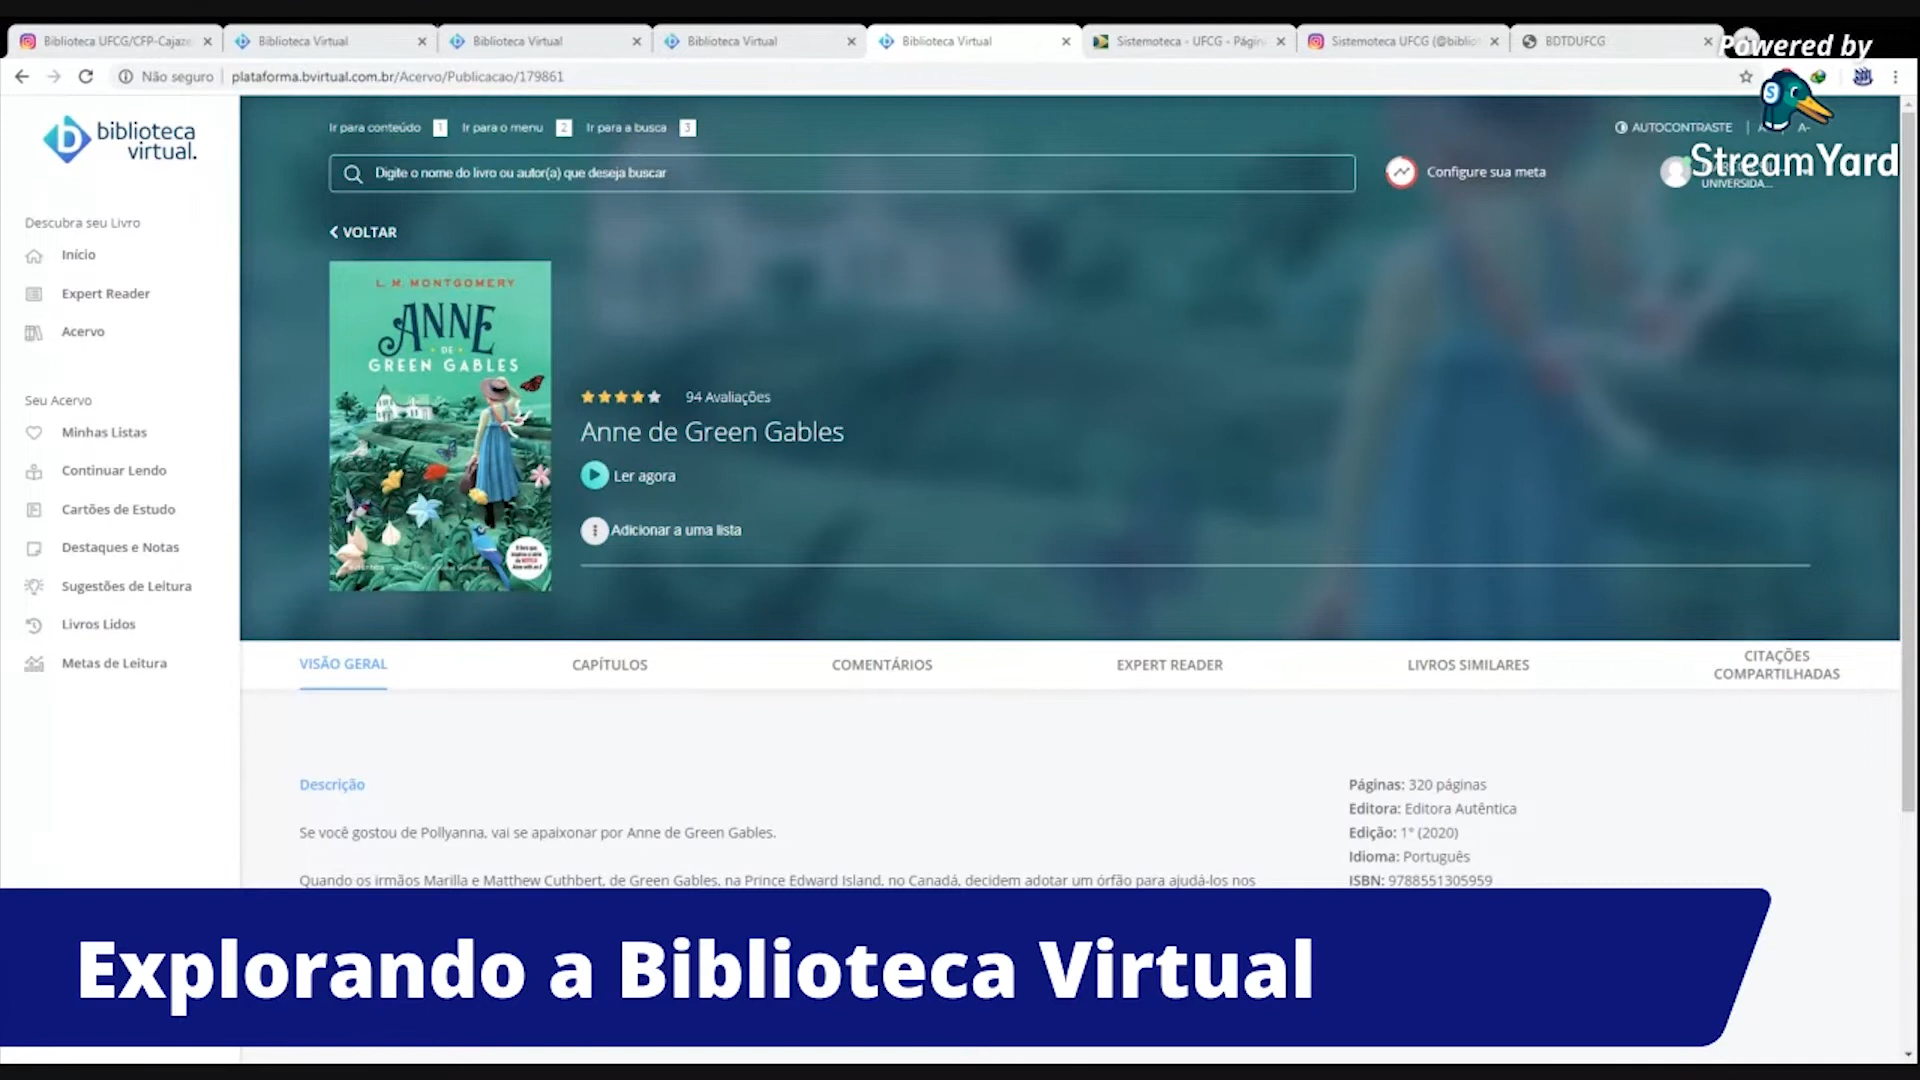 Biblioteca UFCG/CFP-Cajaze
Biblioteca Virtual
Biblioteca Virtual
Biblioteca Virtual
Biblioteca Virtual
Sistemoteca - UFCG - Págin
Sistemoteca UFCG (@bibliot
BDTDUFCG
Powered by
StreamYard
Não seguro
plataforma.bvirtual.com.br/Acervo/Publicacao/179861
biblioteca
virtual.
Ir para conteúdo 1 Ir para o menu 2 Ir para a busca 3
AUTOCONTRASTE
A-
Digite o nome do livro ou autor(a) que deseja buscar
Configure sua meta
UNIVERSIDA...
Descubra seu Livro
Início
Expert Reader
Acervo
Seu Acervo
Minhas Listas
Continuar Lendo
Cartões de Estudo
Destaques e Notas
Sugestões de Leitura
Livros Lidos
Metas de Leitura
VOLTAR
L. M. MONTGOMERY
ANNE
DE
GREEN GABLES
94 Avaliações
Anne de Green Gables
Ler agora
Adicionar a uma lista
VISÃO GERAL
CAPÍTULOS
COMENTÁRIOS
EXPERT READER
LIVROS SIMILARES
CITAÇÕES
COMPARTILHADAS
Descrição
Se você gostou de Pollyanna, vai se apaixonar por Anne de Green Gables.
Quando os irmãos Marilla e Matthew Cuthbert, de Green Gables, na Prince Edward Island, no Canadá, decidem adotar um órfão para ajudá-los nos
Páginas: 320 páginas
Editora: Editora Autêntica
Edição: 1ª (2020)
Idioma: Português
ISBN: 9788551305959
Explorando a Biblioteca Virtual